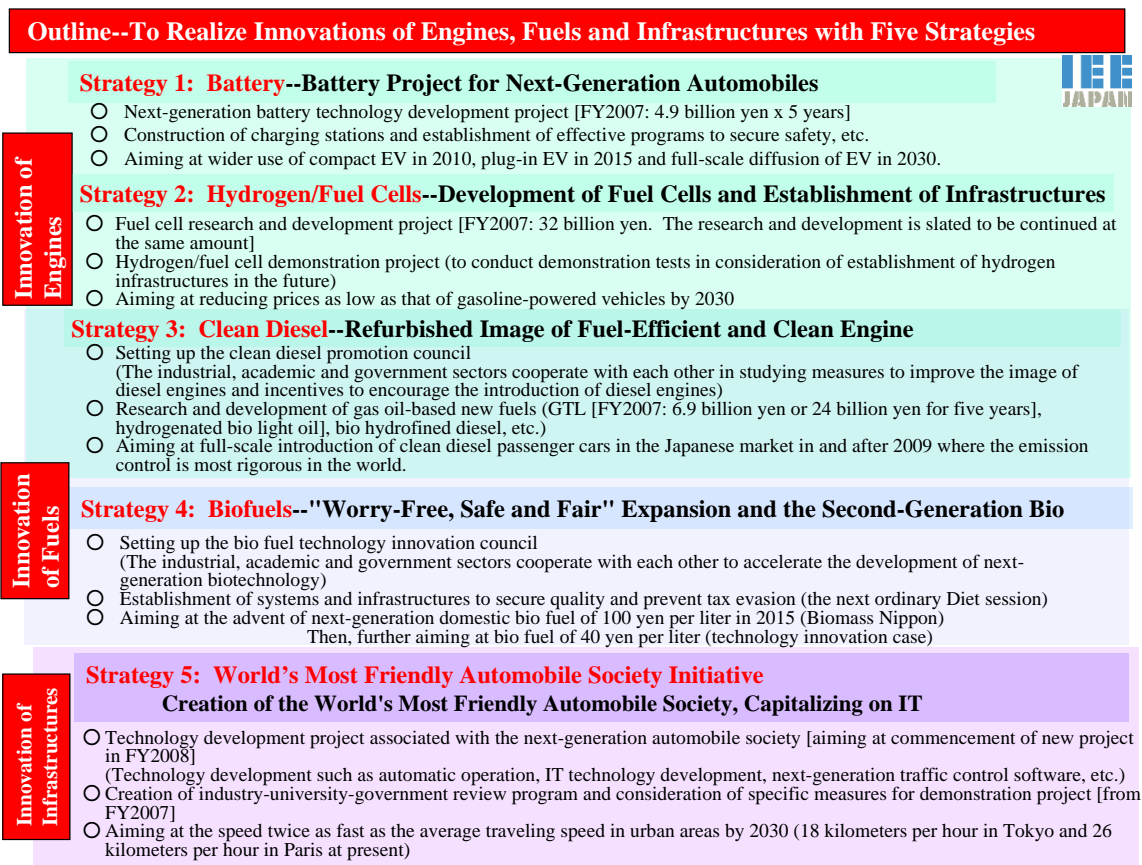 Outline--To Realize Innovations of Engines, Fuels and Infrastructures with Five Strategies
IEE
JAPAN
Innovation of
Engines
Strategy 1: Battery--Battery Project for Next-Generation Automobiles
○ Next-generation battery technology development project [FY2007: 4.9 billion yen x 5 years]
○ Construction of charging stations and establishment of effective programs to secure safety, etc.
○ Aiming at wider use of compact EV in 2010, plug-in EV in 2015 and full-scale diffusion of EV in 2030.
Strategy 2: Hydrogen/Fuel Cells--Development of Fuel Cells and Establishment of Infrastructures
○ Fuel cell research and development project [FY2007: 32 billion yen. The research and development is slated to be continued at
the same amount]
○ Hydrogen/fuel cell demonstration project (to conduct demonstration tests in consideration of establishment of hydrogen
infrastructures in the future)
○ Aiming at reducing prices as low as that of gasoline-powered vehicles by 2030
Strategy 3: Clean Diesel--Refurbished Image of Fuel-Efficient and Clean Engine
○ Setting up the clean diesel promotion council
(The industrial, academic and government sectors cooperate with each other in studying measures to improve the image of
diesel engines and incentives to encourage the introduction of diesel engines)
○ Research and development of gas oil-based new fuels (GTL [FY2007: 6.9 billion yen or 24 billion yen for five years],
hydrogenated bio light oil], bio hydrofined diesel, etc.)
○ Aiming at full-scale introduction of clean diesel passenger cars in the Japanese market in and after 2009 where the emission
control is most rigorous in the world.
Innovation
of Fuels
Strategy 4: Biofuels--"Worry-Free, Safe and Fair" Expansion and the Second-Generation Bio
○ Setting up the bio fuel technology innovation council
(The industrial, academic and government sectors cooperate with each other to accelerate the development of next-
generation biotechnology)
○ Establishment of systems and infrastructures to secure quality and prevent tax evasion (the next ordinary Diet session)
○ Aiming at the advent of next-generation domestic bio fuel of 100 yen per liter in 2015 (Biomass Nippon)
Then, further aiming at bio fuel of 40 yen per liter (technology innovation case)
Innovation of
Infrastructures
Strategy 5: World’s Most Friendly Automobile Society Initiative
Creation of the World's Most Friendly Automobile Society, Capitalizing on IT
○ Technology development project associated with the next-generation automobile society [aiming at commencement of new project
in FY2008]
(Technology development such as automatic operation, IT technology development, next-generation traffic control software, etc.)
○ Creation of industry-university-government review program and consideration of specific measures for demonstration project [from
FY2007]
○ Aiming at the speed twice as fast as the average traveling speed in urban areas by 2030 (18 kilometers per hour in Tokyo and 26
kilometers per hour in Paris at present)